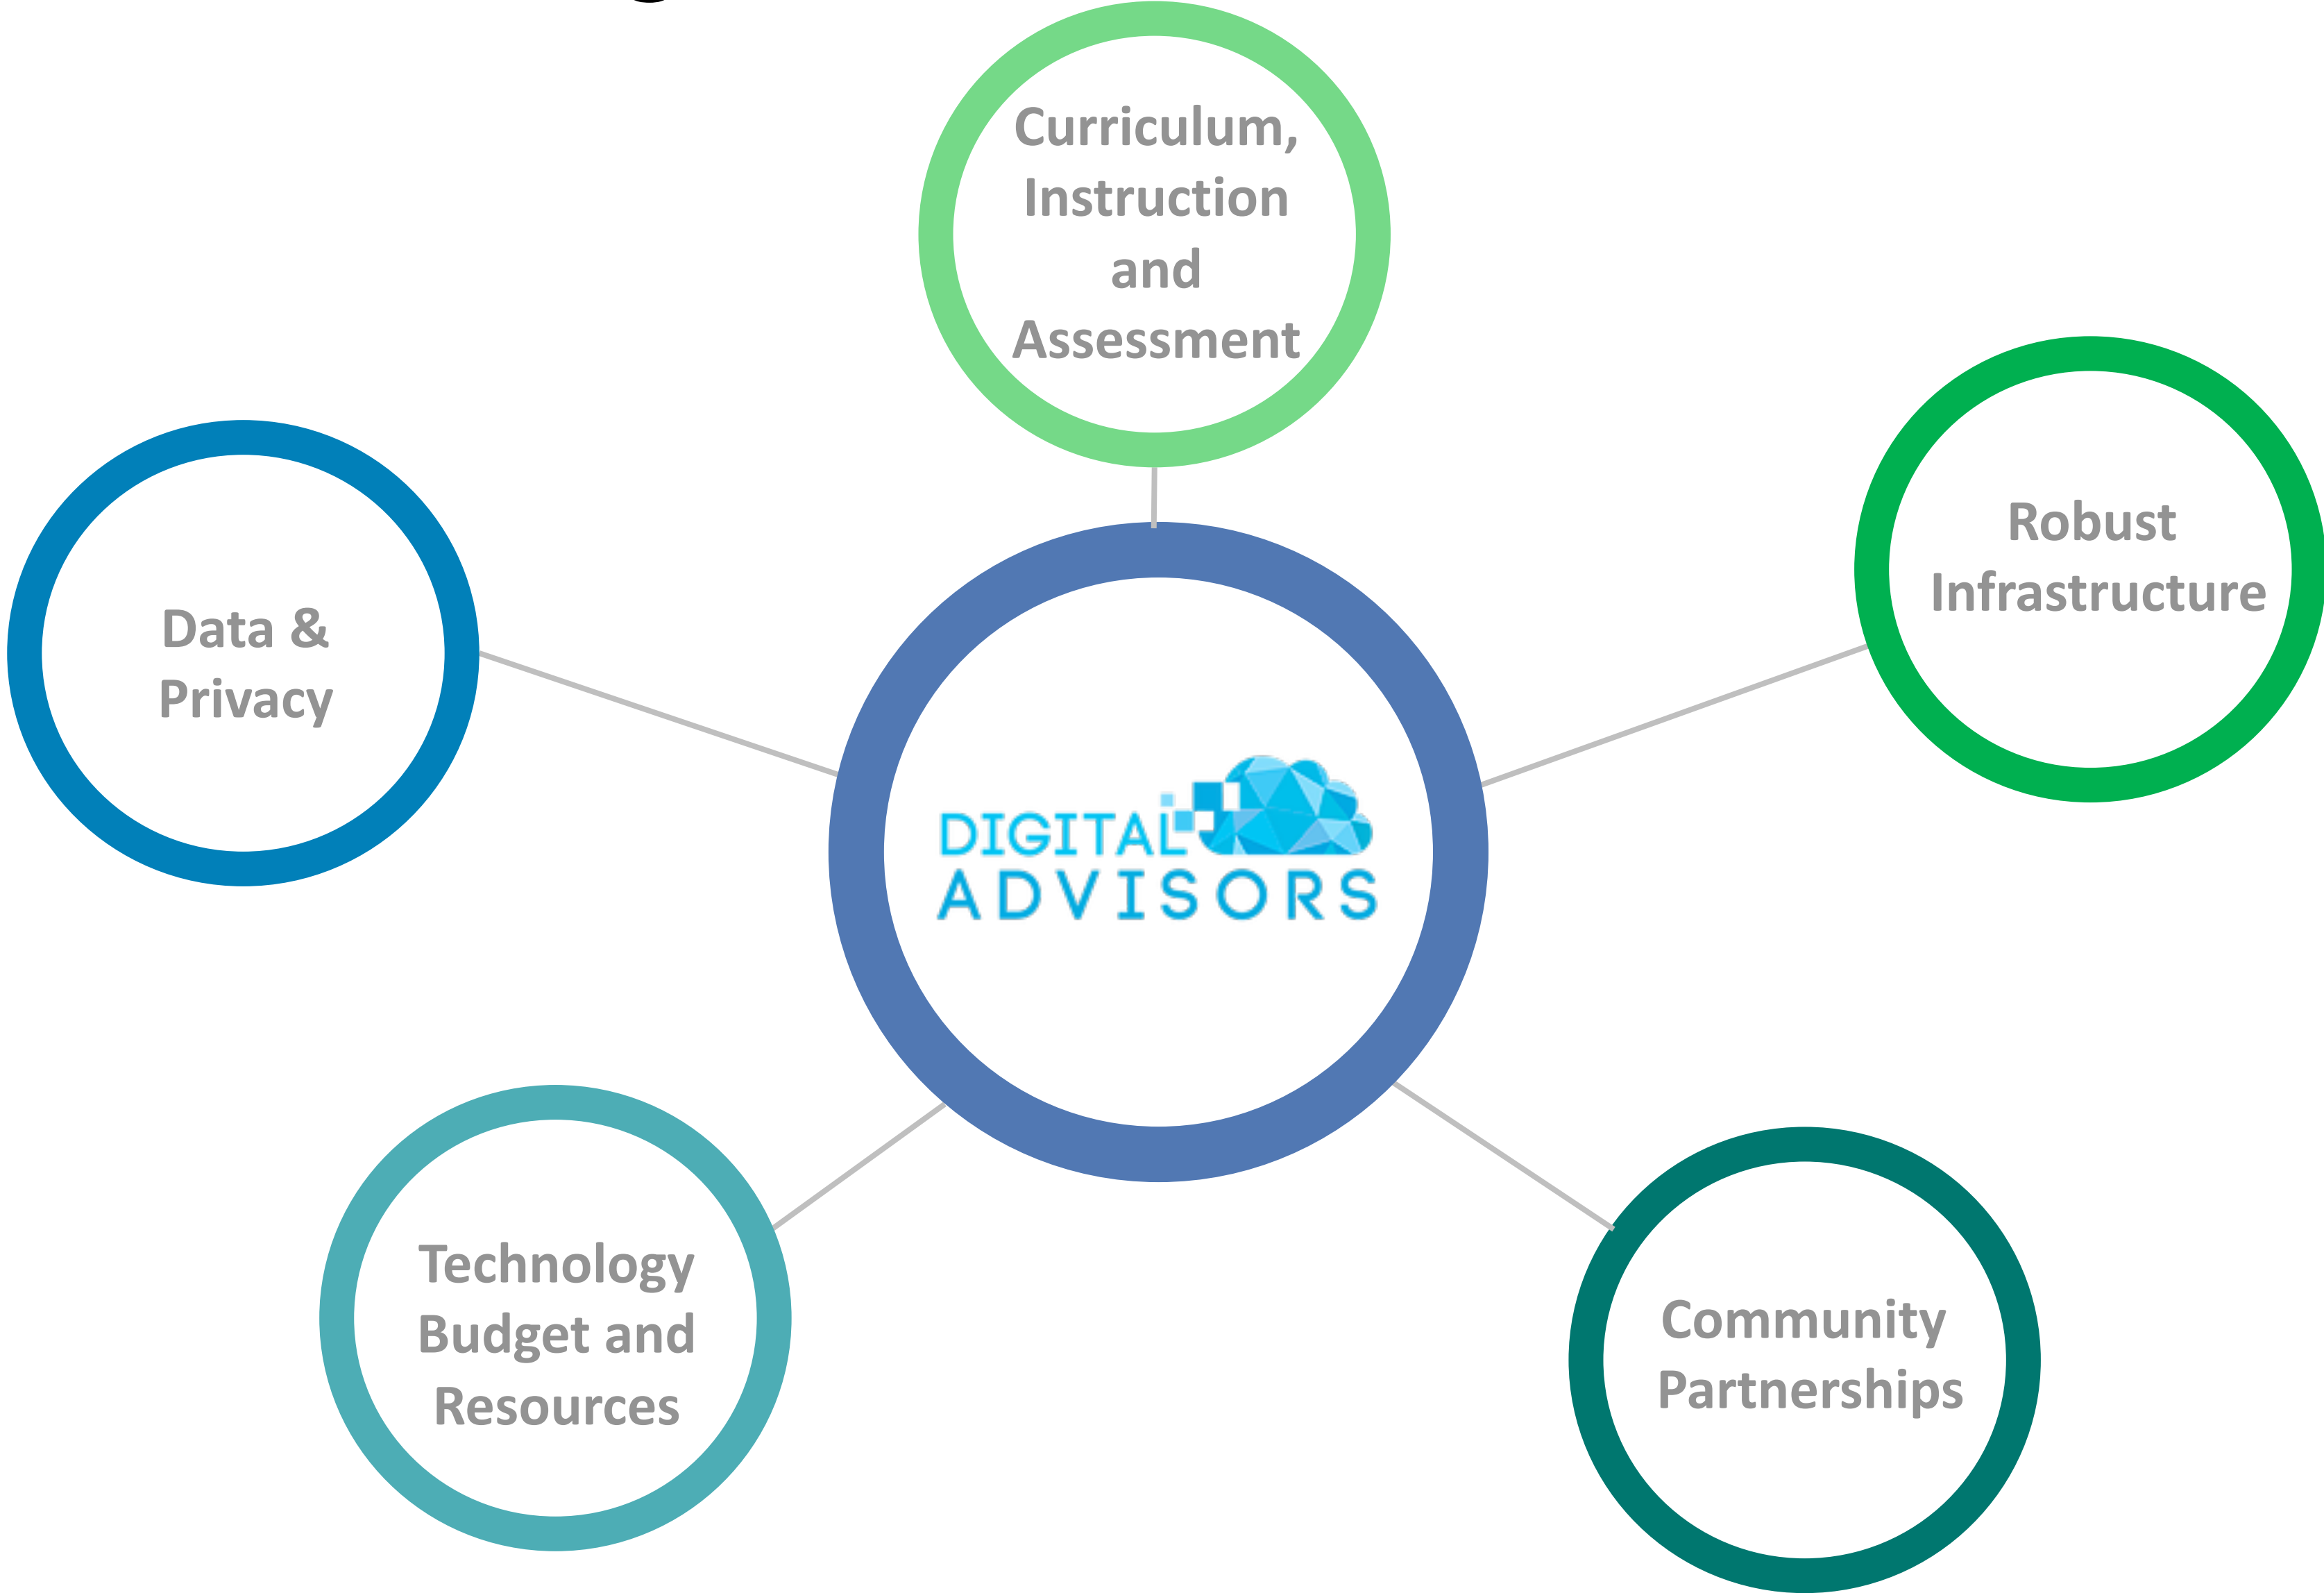 Curriculum,
Instruction
and
Assessment
Robust
Infrastructure
Data &
Privacy
DIGITAL
ADVISORS
Technology
Budget and
Resources
Community
Partnerships